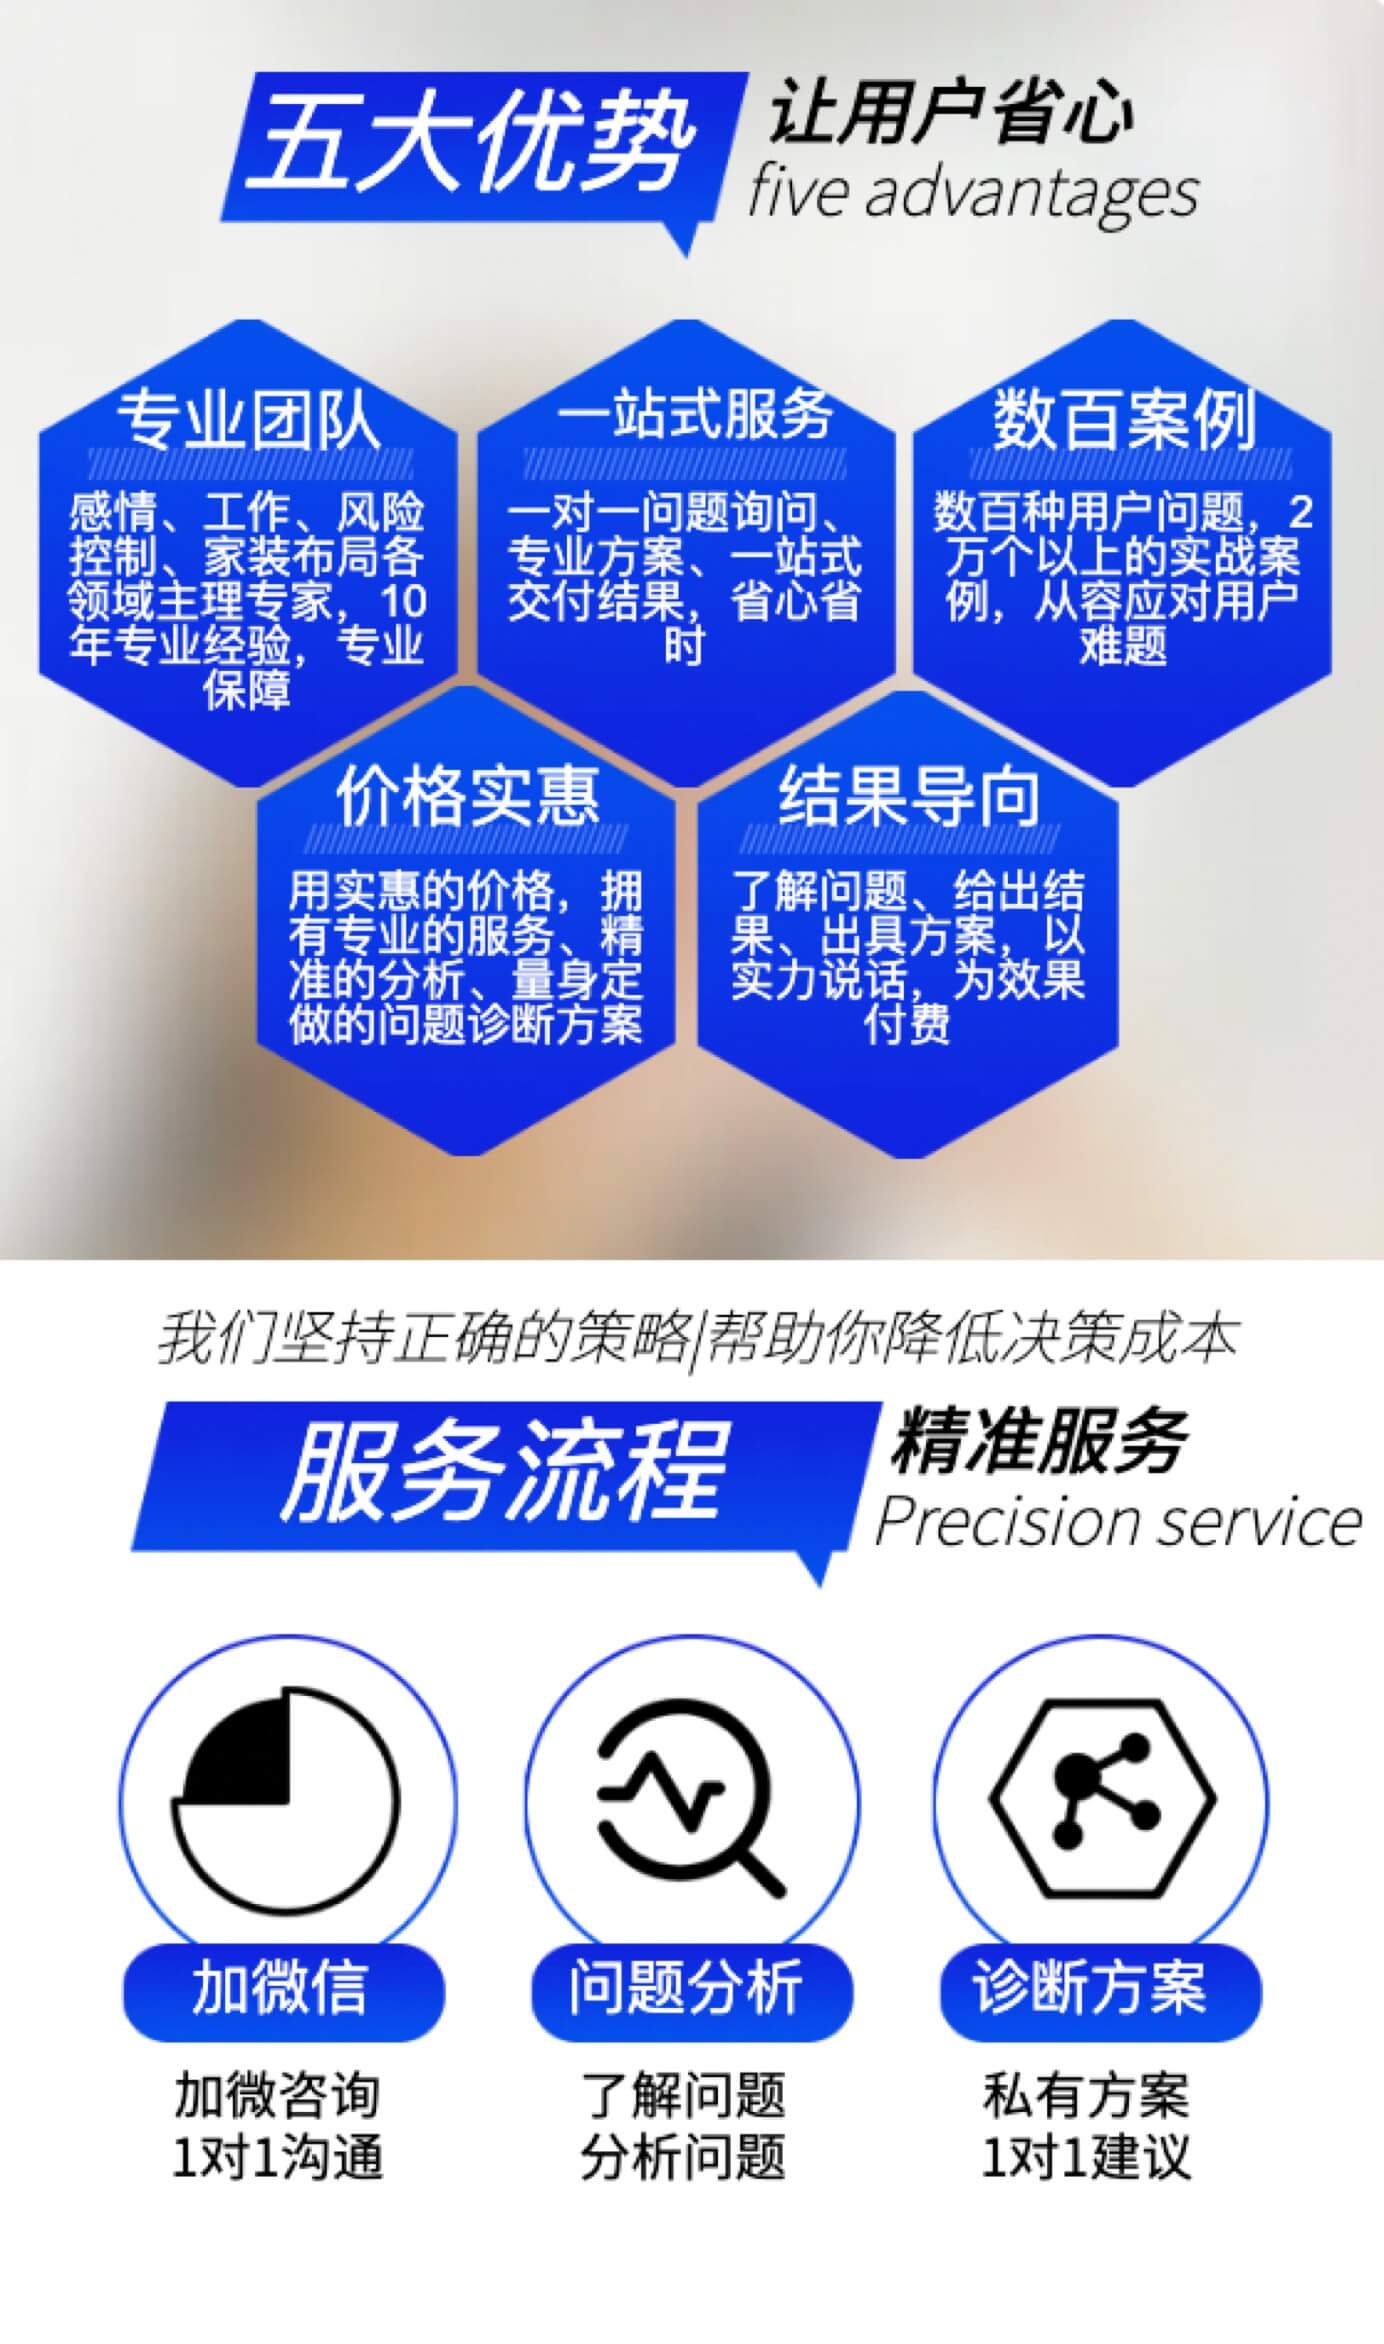 五大优势
让用户省心
five advantages
专业团队
感情、工作、风险
控制、家装布局各
领域主理专家，10
年专业经验，专业
保障
一站式服务
一对一问题询问、
专业方案、一站式
交付结果，省心省
时
数百案例
数百种用户问题，2
万个以上的实战案
例，从容应对用户
难题
价格实惠
用实惠的价格，拥
有专业的服务、精
准的分析、量身定
做的问题诊断方案
结果导向
了解问题、给出结
果、出具方案，以
实力说话，为效果
付费
我们坚持正确的策略|帮助你降低决策成本
服务流程
精准服务
Precision service
加微信
加微咨询
1对1沟通
问题分析
了解问题
分析问题
诊断方案
私有方案
1对1建议